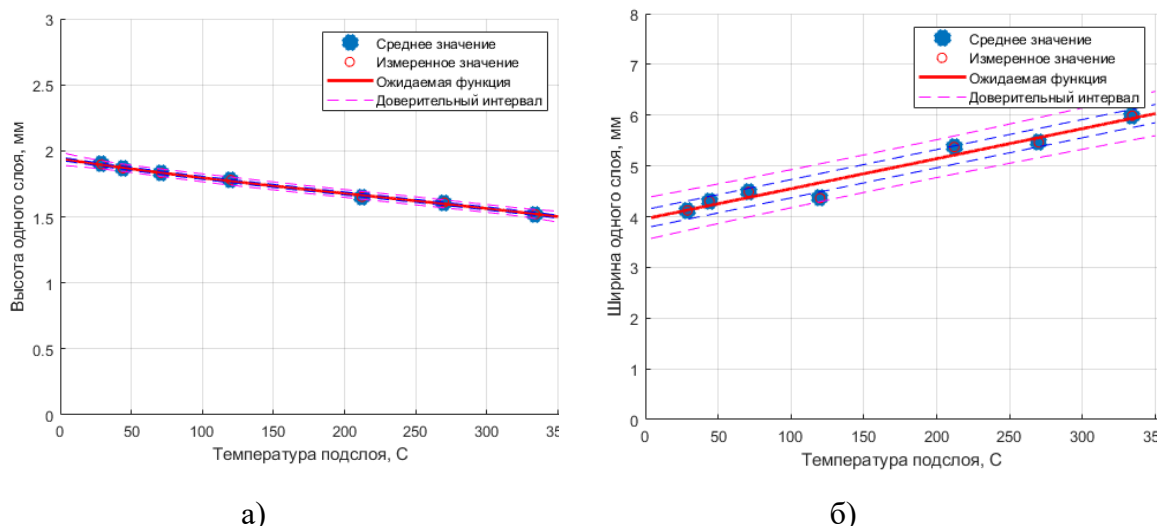 3
2.5
2
1.5
1
0.5
0
Высота одного слоя, мм
Среднее значение
Измеренное значение
Ожидаемая функция
Доверительный интервал
0 50 100 150 200 250 300 35
Температура подслоя, С
а)
8
7
6
5
4
3
2
1
0
Ширина одного слоя, мм
Среднее значение
Измеренное значение
Ожидаемая функция
Доверительный интервал
0 50 100 150 200 250 300 350
Температура подслоя, С
б)